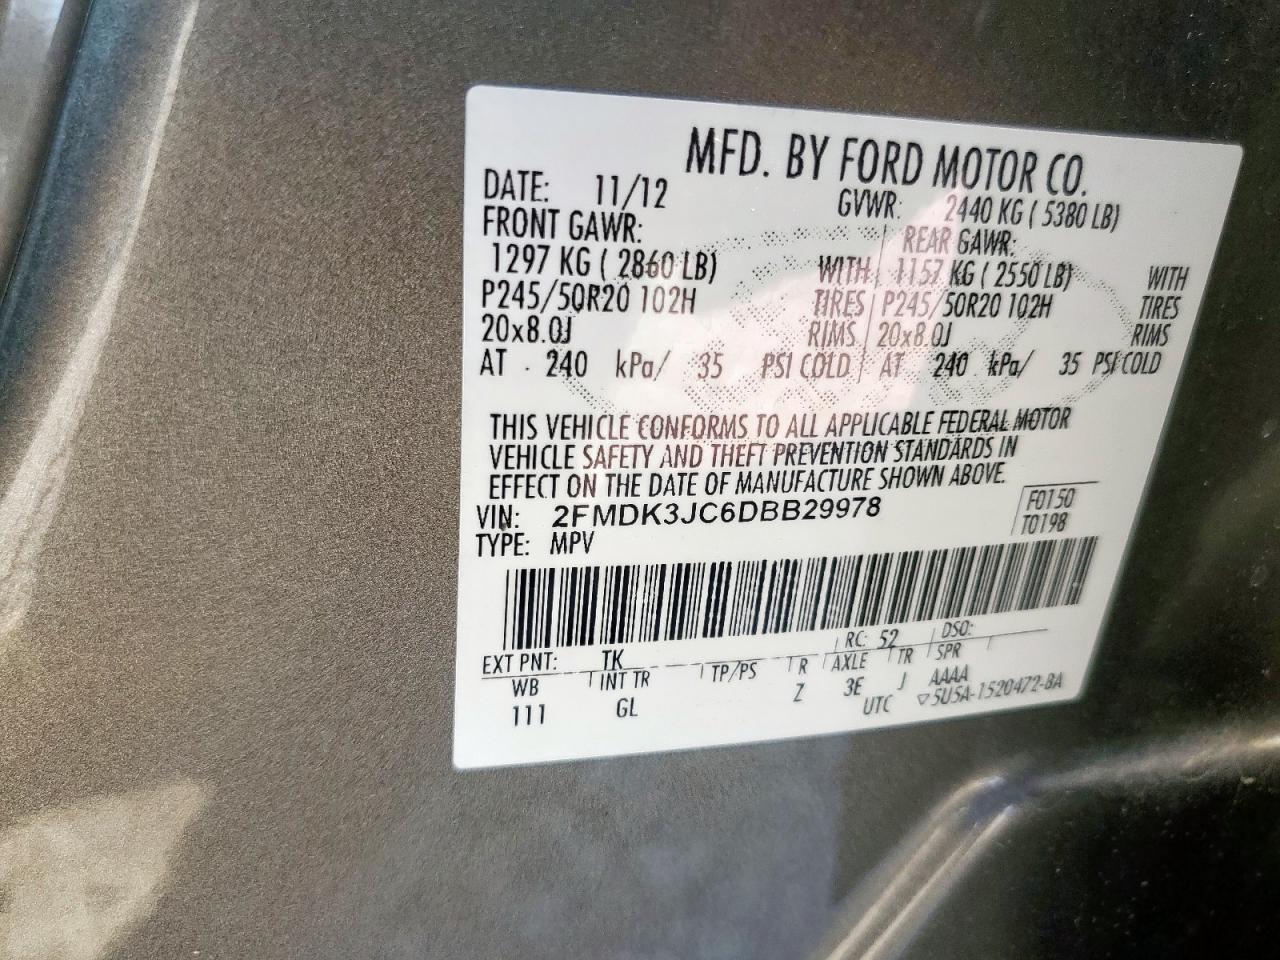 MFD. BY FORD MOTOR CO.
DATE: 11/12 GVWR: 2440 KG ( 5380 LB)
FRONT GAWR: REAR GAWR:
1297 KG ( 2860 LB) WITH 1157 KG ( 2550 LB) WITH
P245/50R20 102H TIRES P245/50R20 102H TIRES
20x8.0J RIMS 20x8.0J RIMS
AT 240 kPa/ 35 PSI COLD AT 240 kPa/ 35 PSI COLD
THIS VEHICLE CONFORMS TO ALL APPLICABLE FEDERAL MOTOR
VEHICLE SAFETY AND THEFT PREVENTION STANDARDS IN
EFFECT ON THE DATE OF MANUFACTURE SHOWN ABOVE.
VIN: 2FMDK3JC6DBB29978 F0150
TYPE: MPV T0198
EXT PNT: TK RC: 52 DSO:
WB INT TR TP/PS R AXLE TR SPR
111 GL Z 3E J AAAA
UTC ▽5U5A-1520472-BA